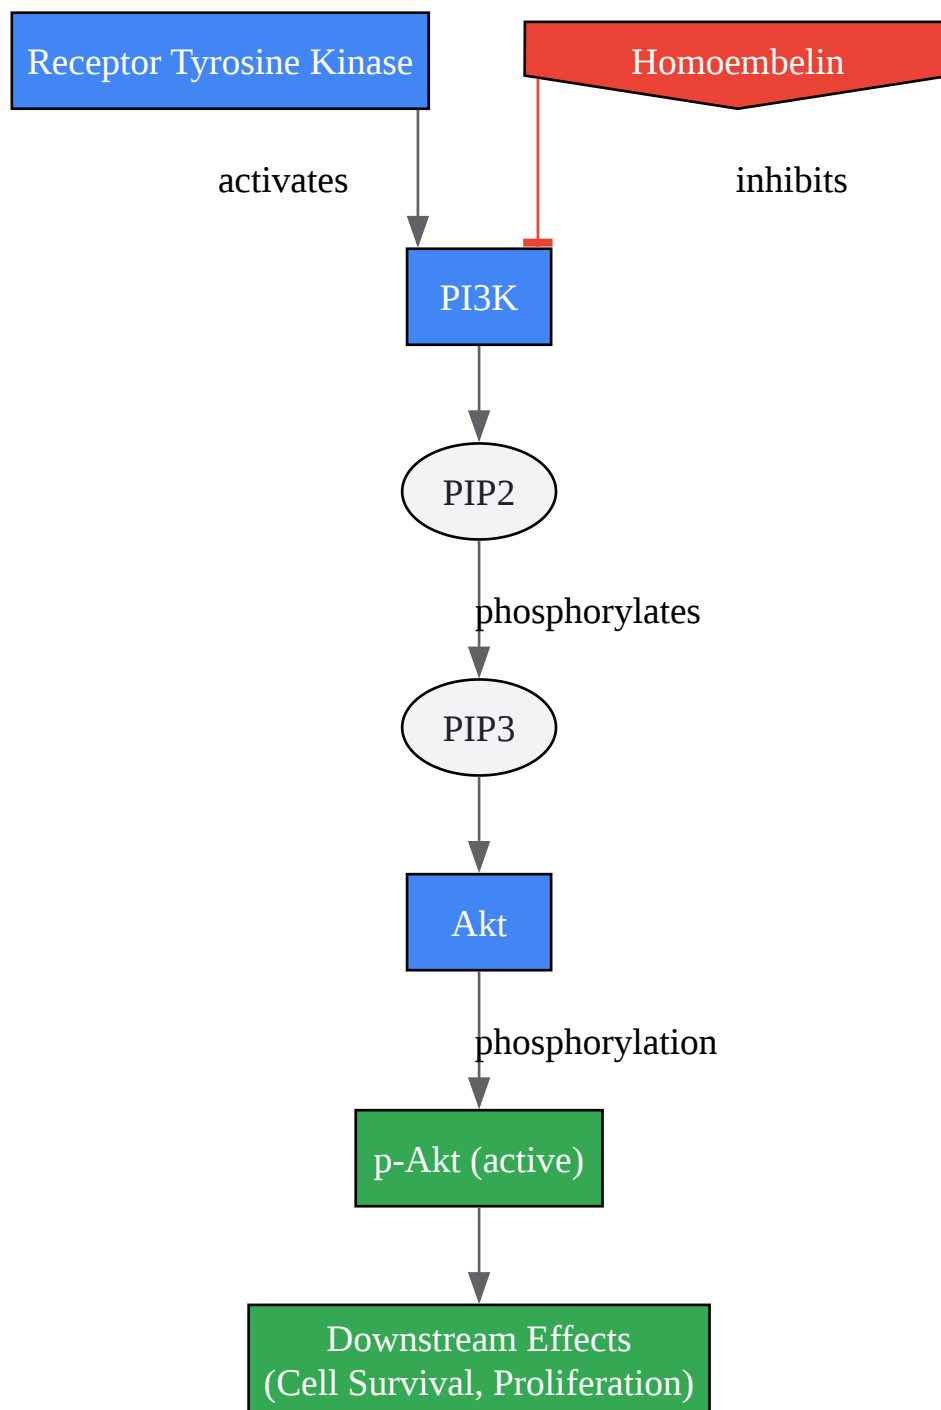 Receptor Tyrosine Kinase
Homoembelin
activates
inhibits
PI3K
PIP2
phosphorylates
PIP3
Akt
phosphorylation
p-Akt (active)
Downstream Effects
(Cell Survival, Proliferation)